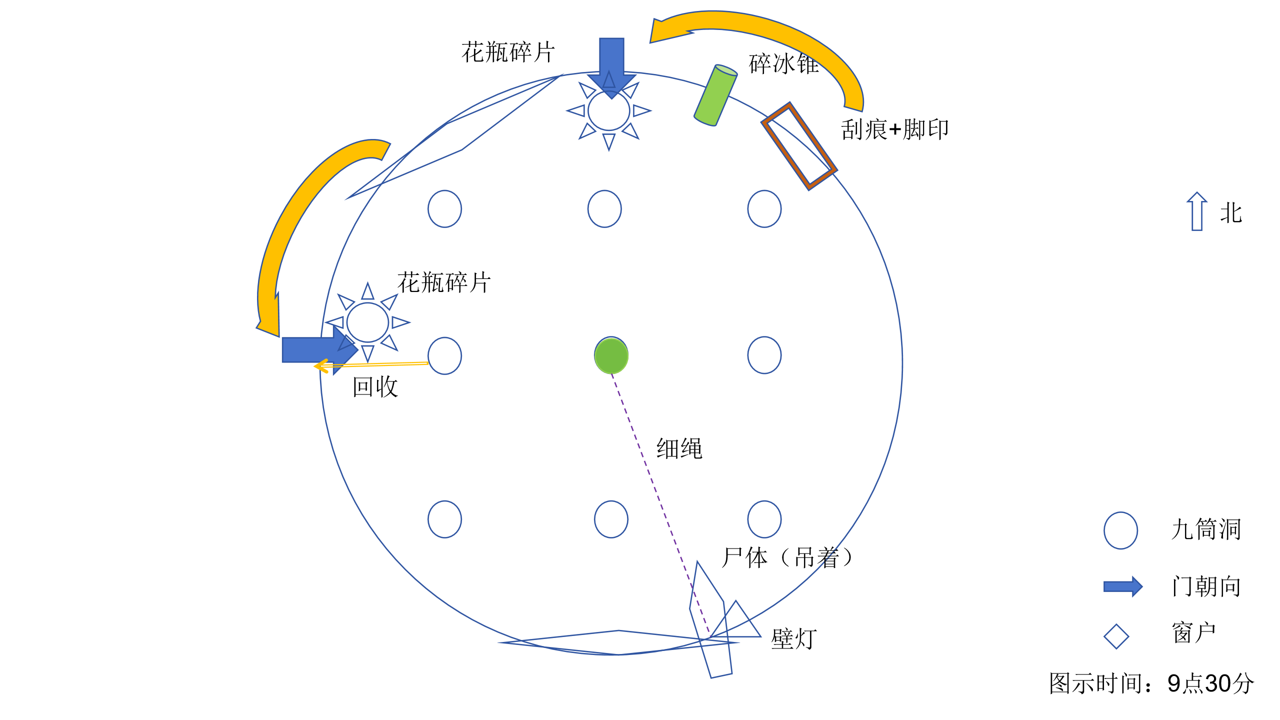 花瓶碎片
碎冰锥
刮痕+脚印
北
花瓶碎片
回收
细绳
尸体（吊着）
九筒洞
门朝向
壁灯
窗户
图示时间：9点30分